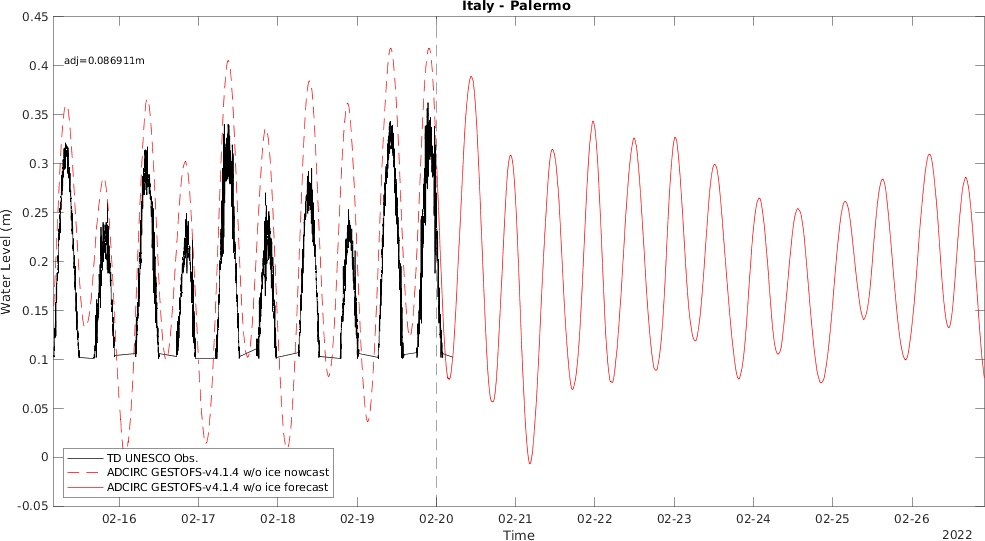 Italy - Palermo
adj=0.086911m
0.45
0.4
0.35
0.3
0.25
0.2
0.15
0.1
0.05
0
-0.05
Water Level (m)
TD UNESCO Obs.
ADCIRC GESTOFS-v4.1.4 w/o ice nowcast
ADCIRC GESTOFS-v4.1.4 w/o ice forecast
02-16 02-17 02-18 02-19 02-20 02-21 02-22 02-23 02-24 02-25 02-26
Time
2022